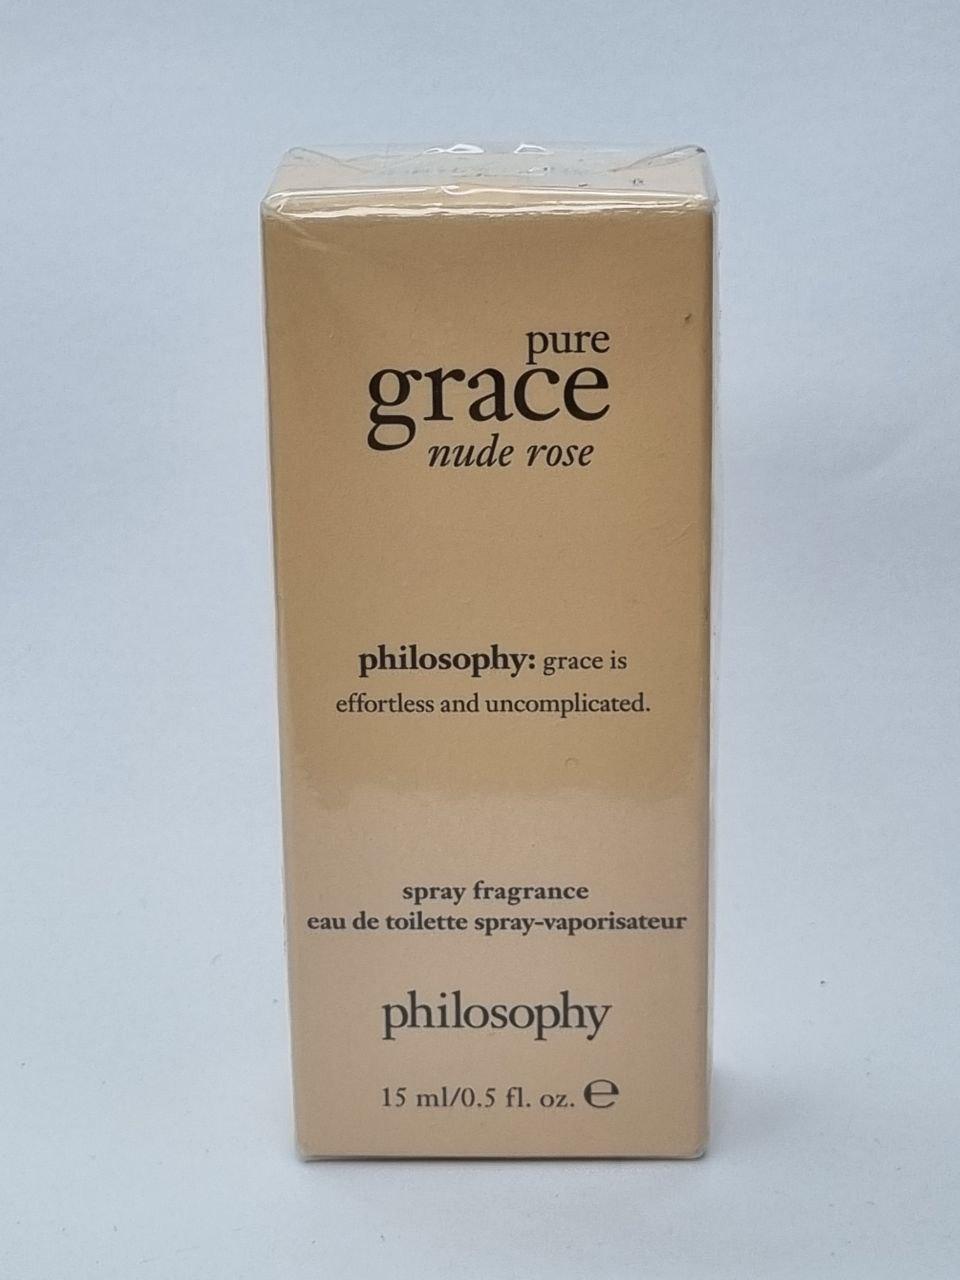 pure
grace
nude rose
philosophy: grace is
effortless and uncomplicated.
spray fragrance
eau de toilette spray-vaporisateur
philosophy
15 ml/0.5 fl. oz. ℮